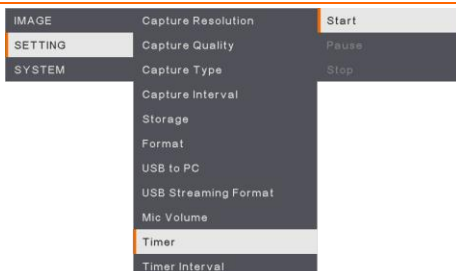 IMAGE
SETTING
SYSTEM
Capture Resolution
Capture Quality
Capture Type
Capture Interval
Storage
Format
USB to PC
USB Streaming Format
Mic Volume
Timer
Timer Interval
Start
Pause
Stop